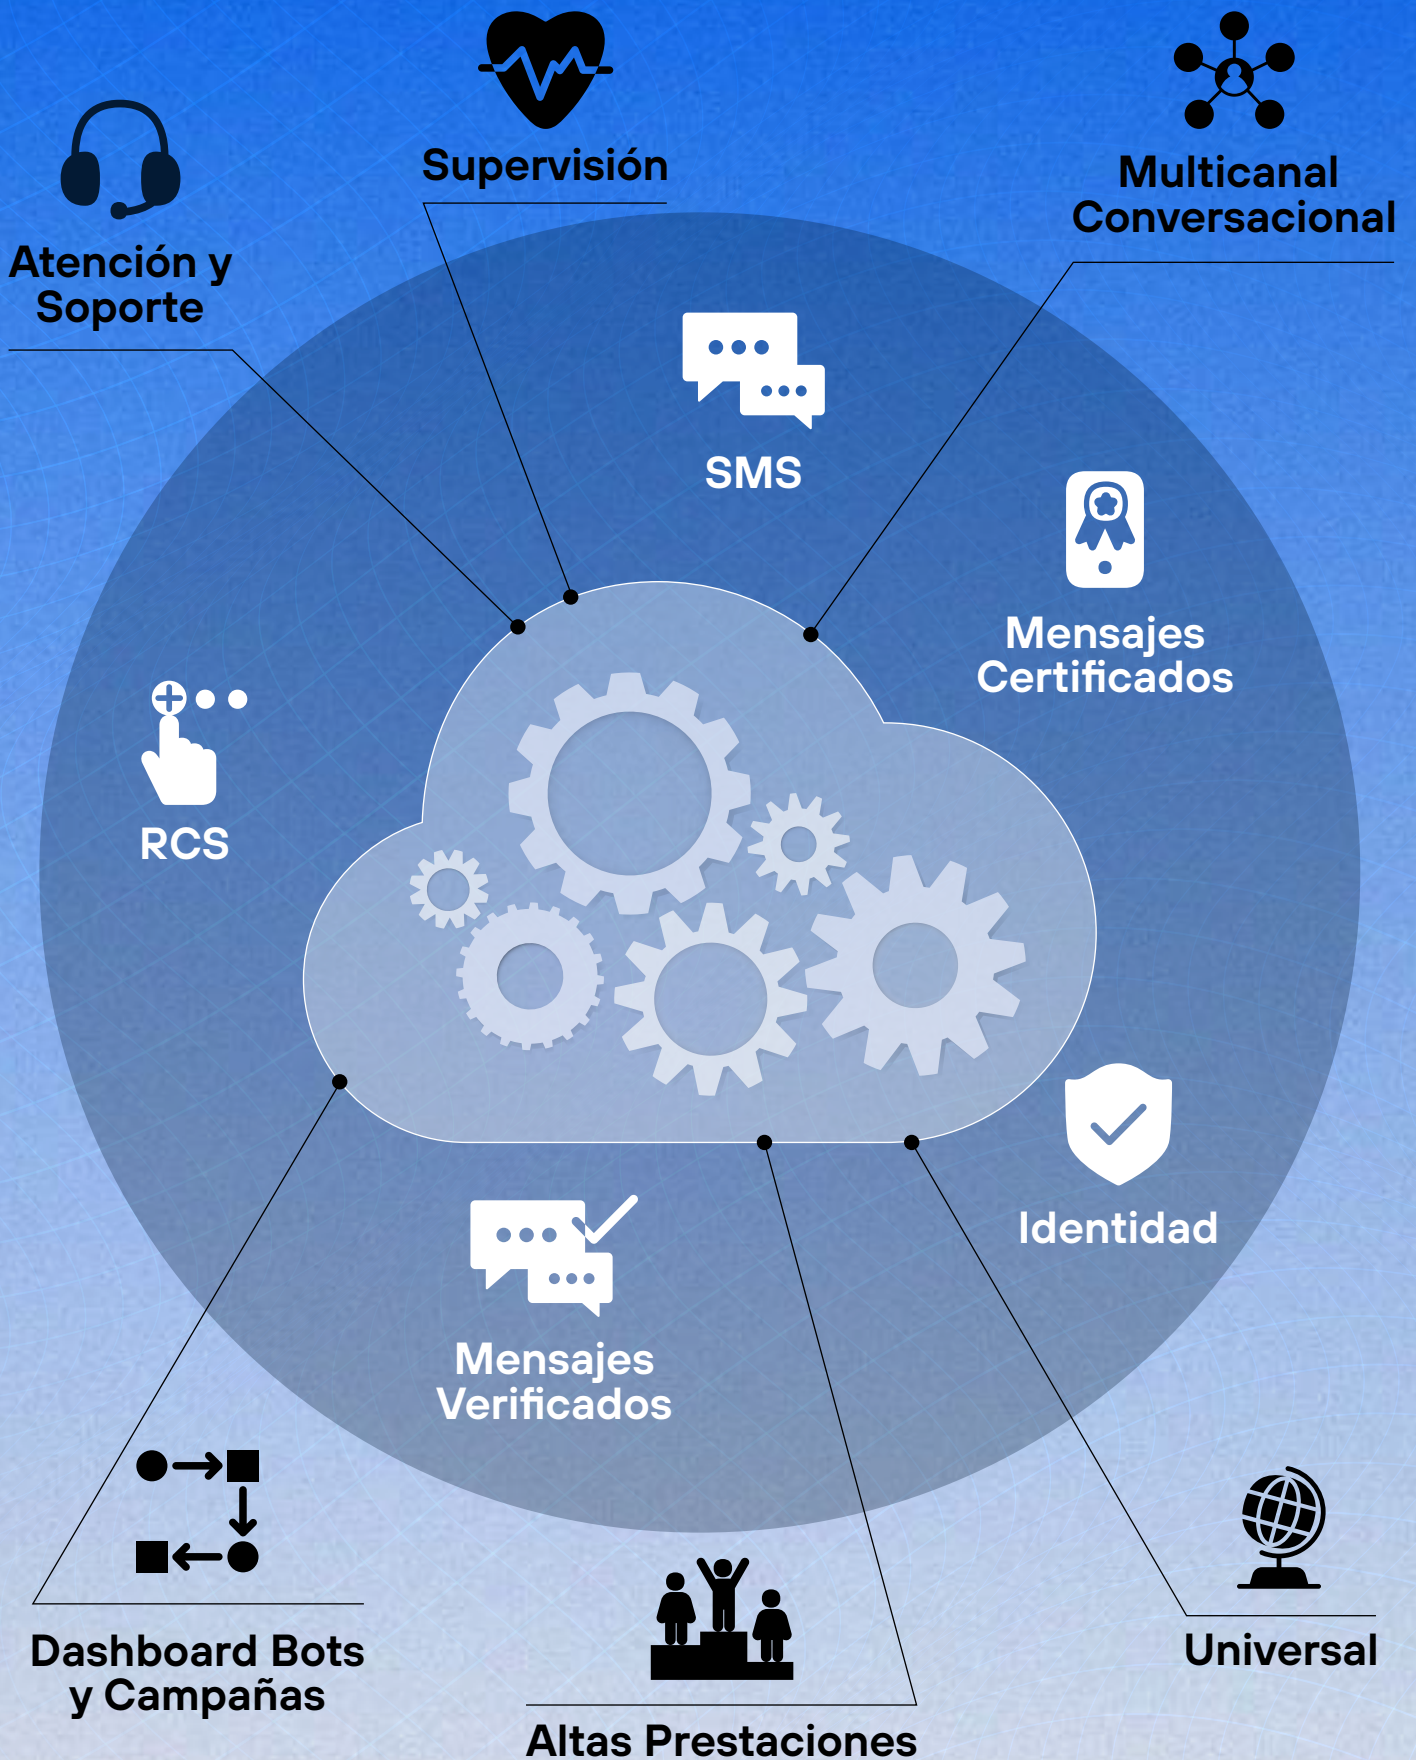 Supervisión
Multicanal
Conversacional
Atención y
Soporte
SMS
Mensajes
Certificados
RCS
Identidad
Mensajes
Verificados
Dashboard Bots
y Campañas
Universal
Altas Prestaciones